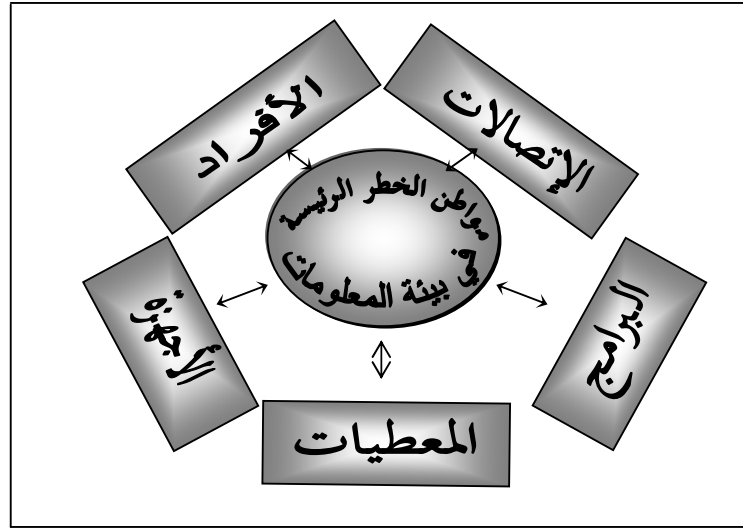 الأفراد
الإتصالات
مواطن الخطر الرئيسة
في بيئة المعلومات
الأجهزة
البرامج
المعطيات